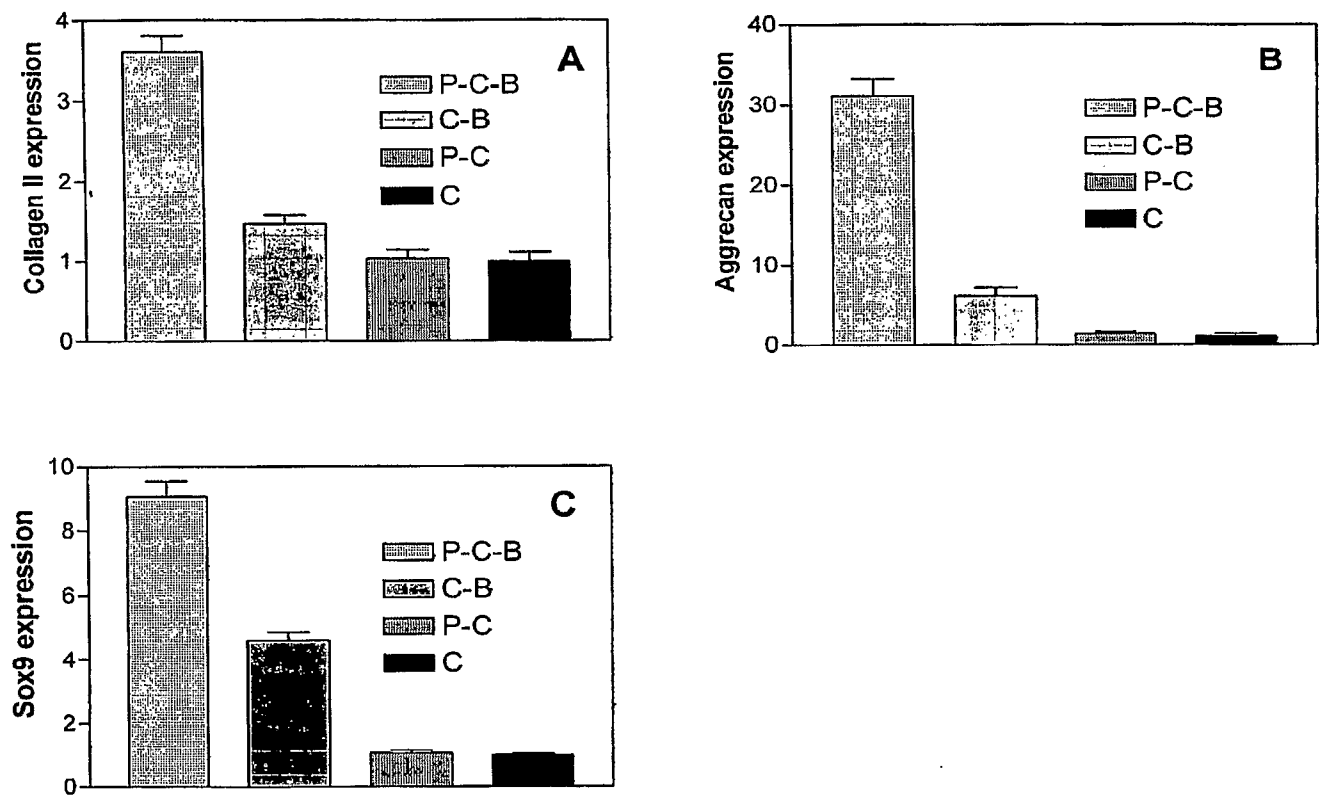 4
3
2
1
0
Collagen II expression
A
P-C-B
C-B
P-C
C
40
30
20
10
0
Aggrecan expression
B
P-C-B
C-B
P-C
C
10
8
6
4
2
0
Sox9 expression
C
P-C-B
C-B
P-C
C